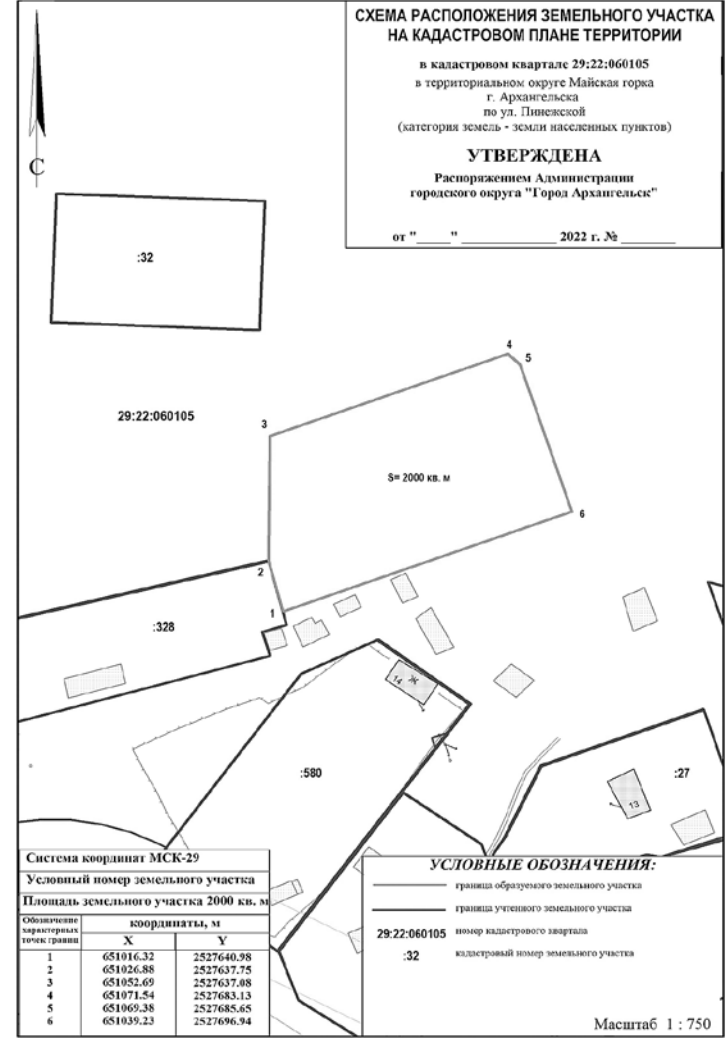 СХЕМА РАСПОЛОЖЕНИЯ ЗЕМЕЛЬНОГО УЧАСТКА
НА КАДАСТРОВОМ ПЛАНЕ ТЕРРИТОРИИ
в кадастровом квартале 29:22:060105
в территориальном округе Майская горка
г. Архангельска
по ул. Пинежской
(категория земель - земли населенных пунктов)
УТВЕРЖДЕНА
Распоряжением Администрации
городского округа "Город Архангельск"
от "_____" ______________ 2022 г. № ________
С
:32
29:22:060105
4
5
3
S= 2000 кв. м
6
2
1
:328
14 Ж
:580
:27
13
Система координат МСК-29
Условный номер земельного участка
Площадь земельного участка 2000 кв. м
Обозначение характерных точек границ
координаты, м
X Y
1 651016.32 2527640.98
2 651026.88 2527637.75
3 651052.69 2527637.08
4 651071.54 2527683.13
5 651069.38 2527685.65
6 651039.23 2527696.94
УСЛОВНЫЕ ОБОЗНАЧЕНИЯ:
граница образуемого земельного участка
граница учтенного земельного участка
29:22:060105 номер кадастрового квартала
:32 кадастровый номер земельного участка
Масштаб 1 : 750